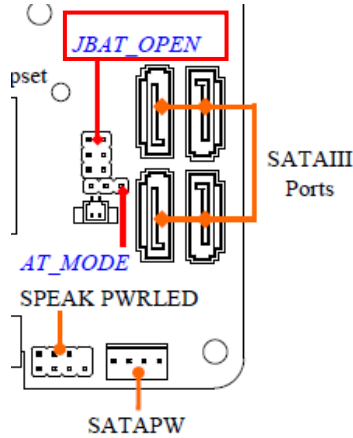 JBAT_OPEN
pset
SATAIII
Ports
AT_MODE
SPEAK PWRLED
SATAPW